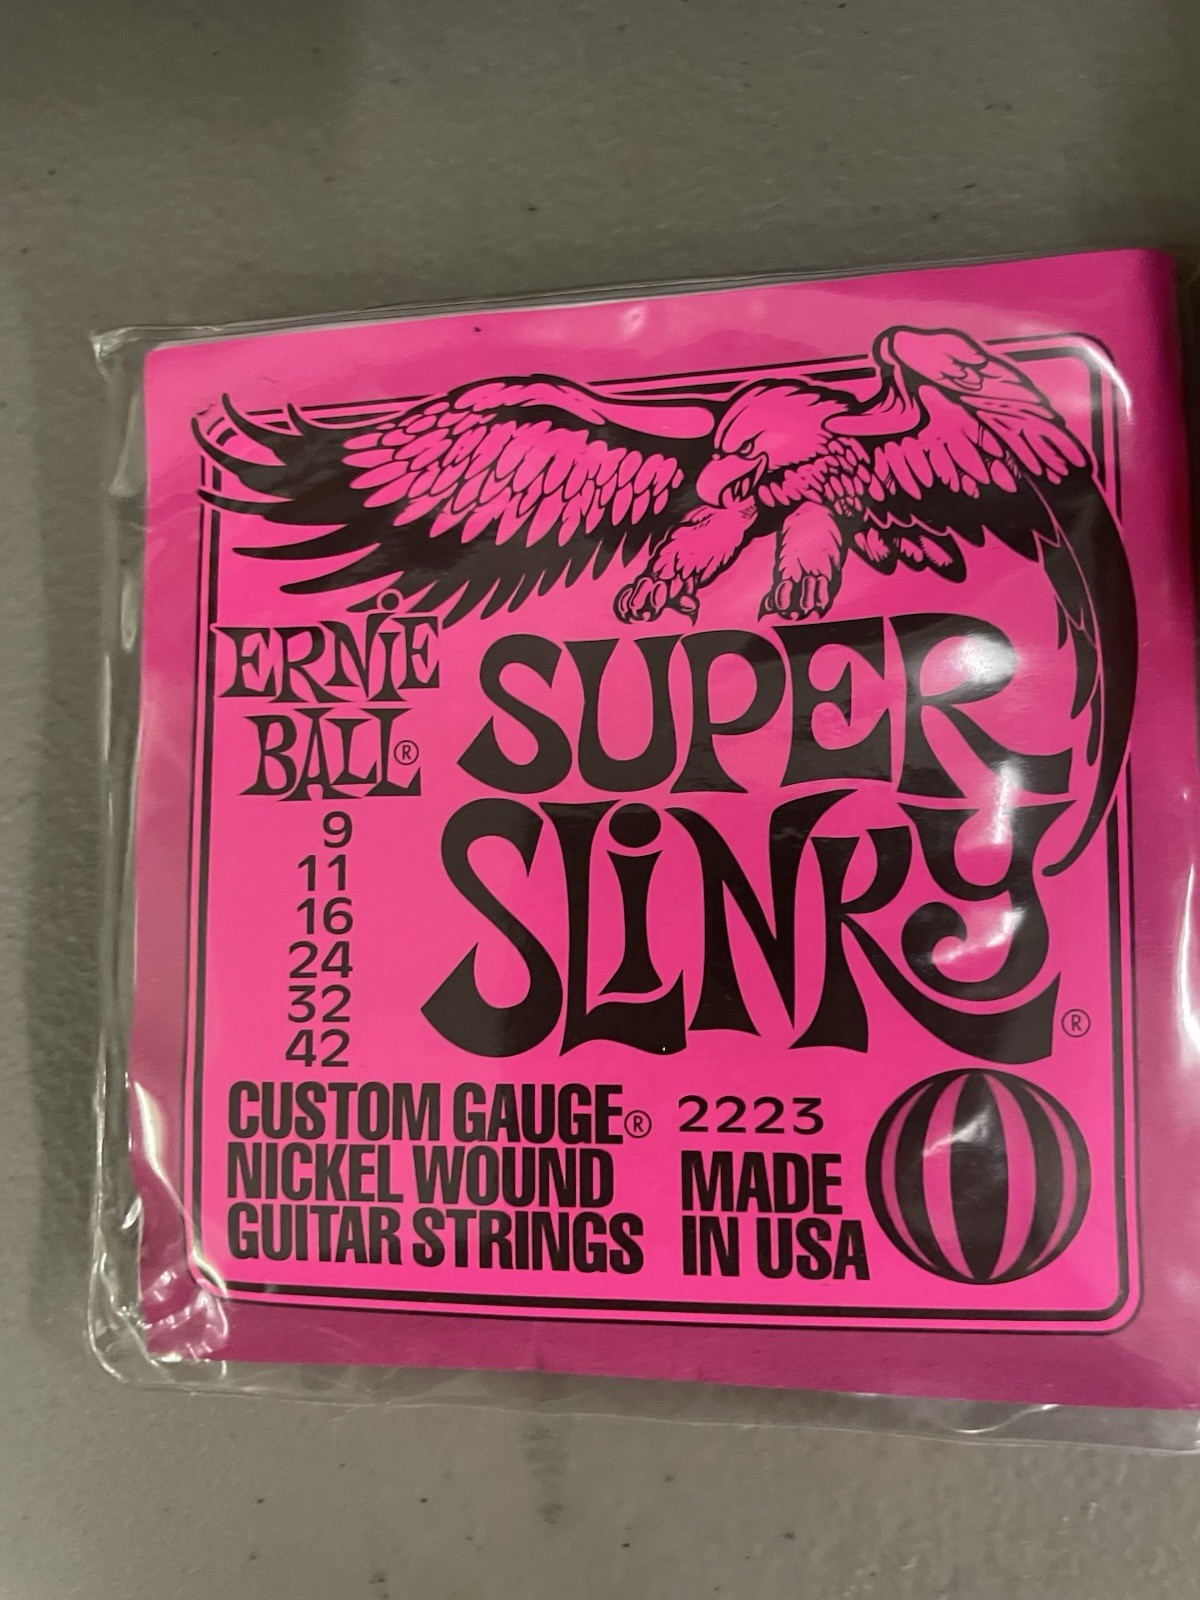 ERNiE
BALL®
SUPER
SLiNKY®
9
11
16
24
32
42
CUSTOM GAUGE® 2223
NICKEL WOUND
GUITAR STRINGS
MADE
IN USA